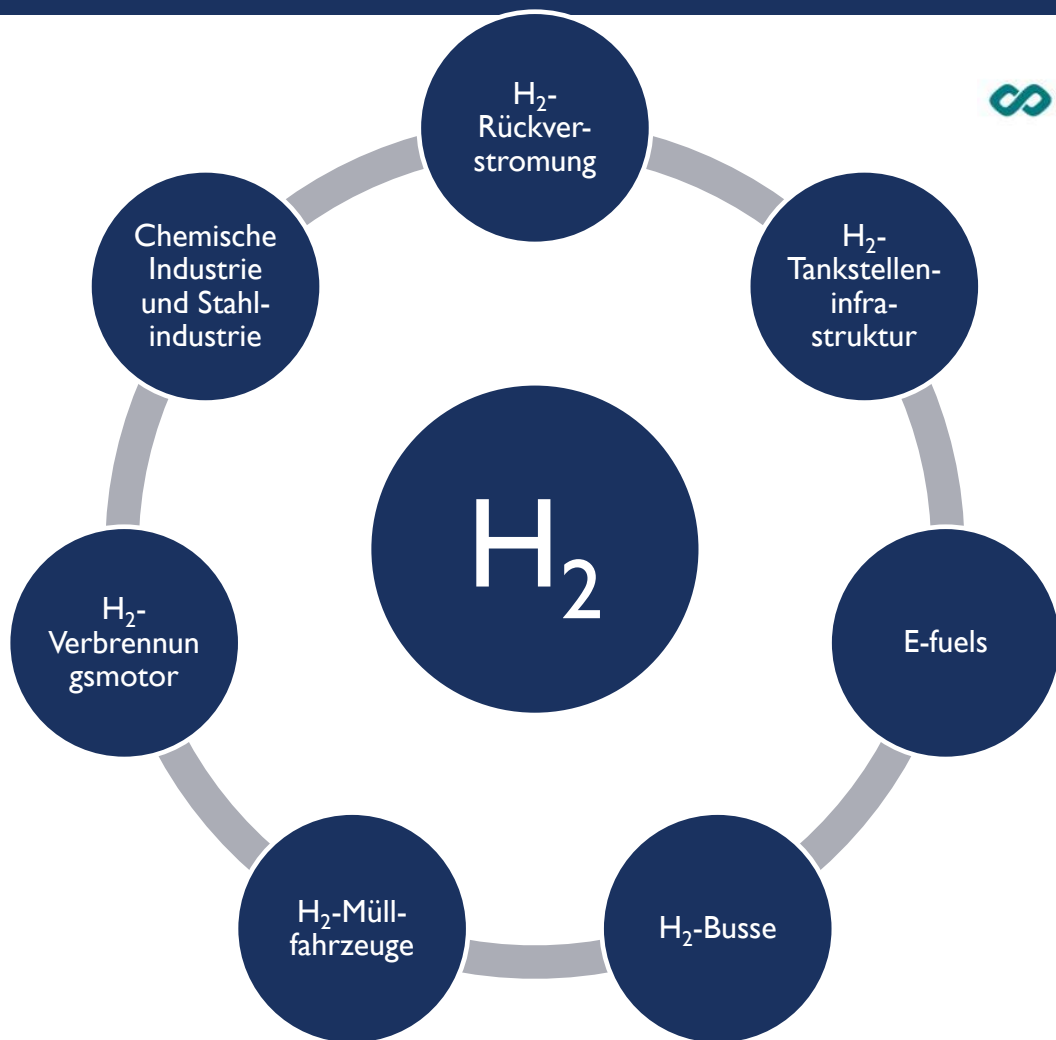 H₂-
Rückver-
stromung
H₂-
Tankstellen-
infra-
struktur
E-fuels
H₂-Busse
H₂-Müll-
fahrzeuge
H₂-
Verbrennun
gsmotor
Chemische
Industrie
und Stahl-
industrie
H₂